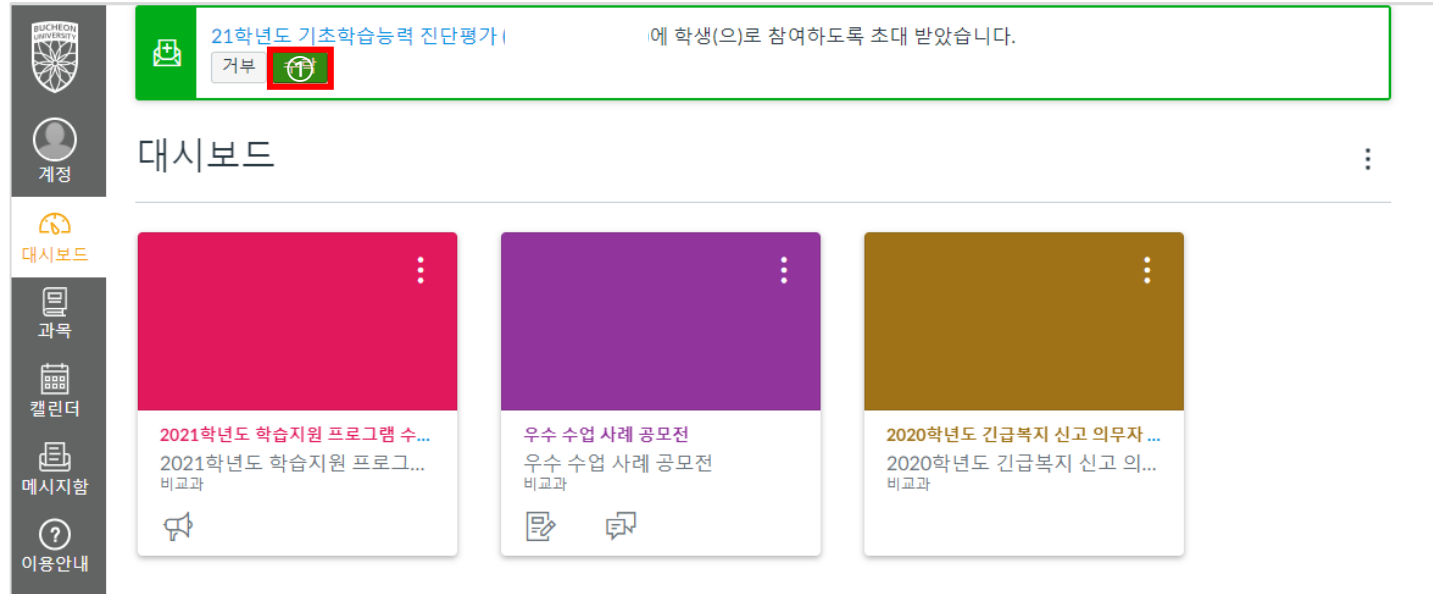 BUCHEON
UNIVERSITY
21학년도 기초학습능력 진단평가 (
에 학생(으)로 참여하도록 초대 받았습니다.
거부
①
계정
대시보드
대시보드
과목
캘린더
메시지함
이용안내
2021학년도 학습지원 프로그램 수...
2021학년도 학습지원 프로그...
비교과
우수 수업 사례 공모전
우수 수업 사례 공모전
비교과
2020학년도 긴급복지 신고 의무자 ...
2020학년도 긴급복지 신고 의...
비교과